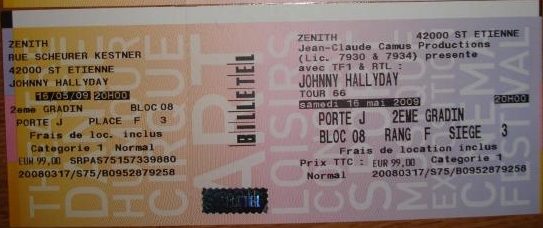 ZENITH
RUE SCHEURER KESTNER
42000 ST ETIENNE
JOHNNY HALLYDAY
16/05/09 20H00
2eme GRADIN BLOC 08
PORTE J PLACE F 3
Frais de loc. inclus
Categorie 1 Normal
EUR 99,00 SRPAS75157339880
20080317/S75/B0952879258
BILLETEL
ZENITH 42000 ST ETIENNE
Jean-Claude Camus Productions
(Lic. 7930 & 7934) presente
avec TF1 & RTL :
JOHNNY HALLYDAY
TOUR 66
samedi 16 mai 2009 20H00
PORTE J 2EME GRADIN
BLOC 08 RANG F SIEGE 3
Frais de location inclus
Prix TTC : EUR 99,00 Categorie 1
Normal 20080317/S75/B0952879258